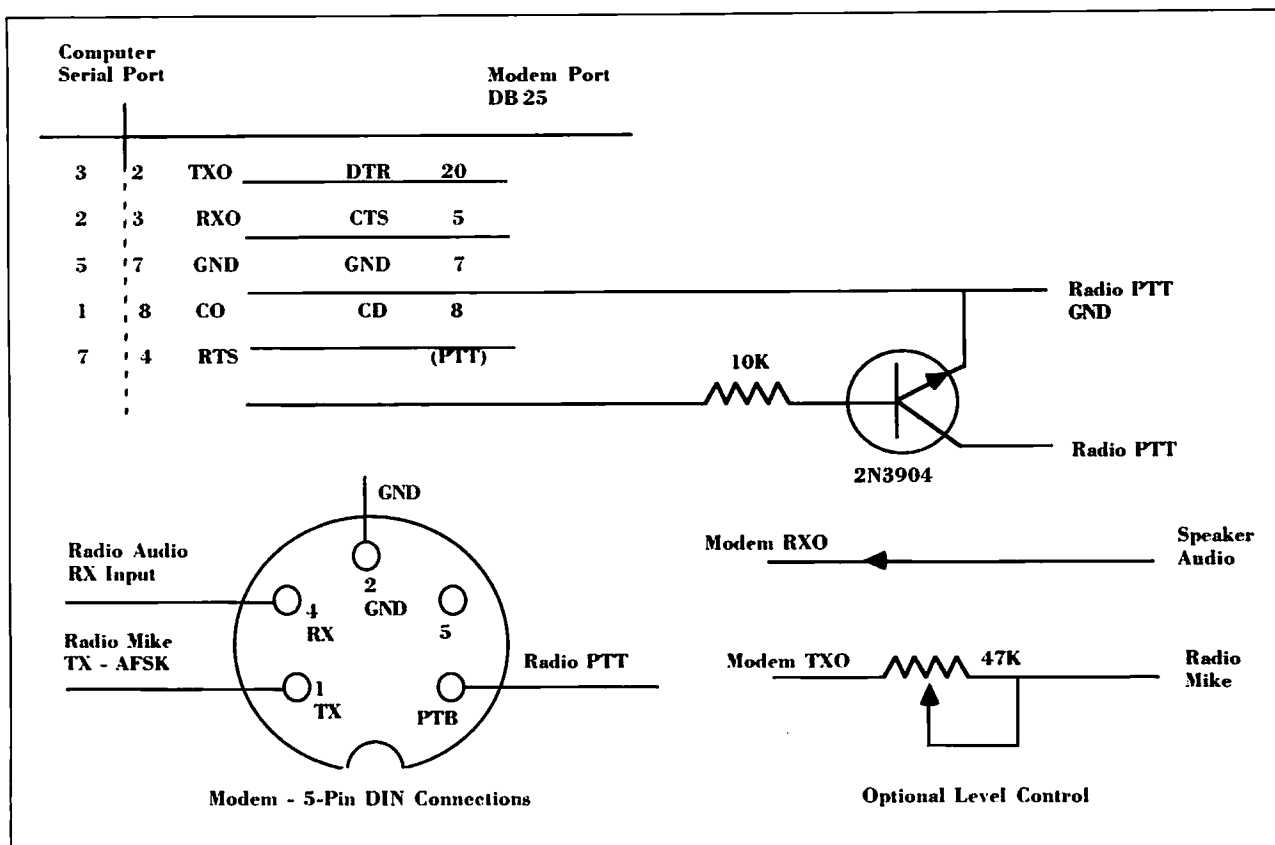 Computer
Serial Port
Modem Port
DB 25
3 2 TXO DTR 20
2 3 RXO CTS 5
5 7 GND GND 7
1 8 CO CD 8
7 4 RTS (PTT)
Radio PTT
GND
10K
2N3904
Radio PTT
GND
Radio Audio
RX Input
2
GND
4
RX
5
Radio Mike
TX - AFSK
1
TX
PTB
Radio PTT
Modem - 5-Pin DIN Connections
Modem RXO
Speaker
Audio
Modem TXO
47K
Radio
Mike
Optional Level Control